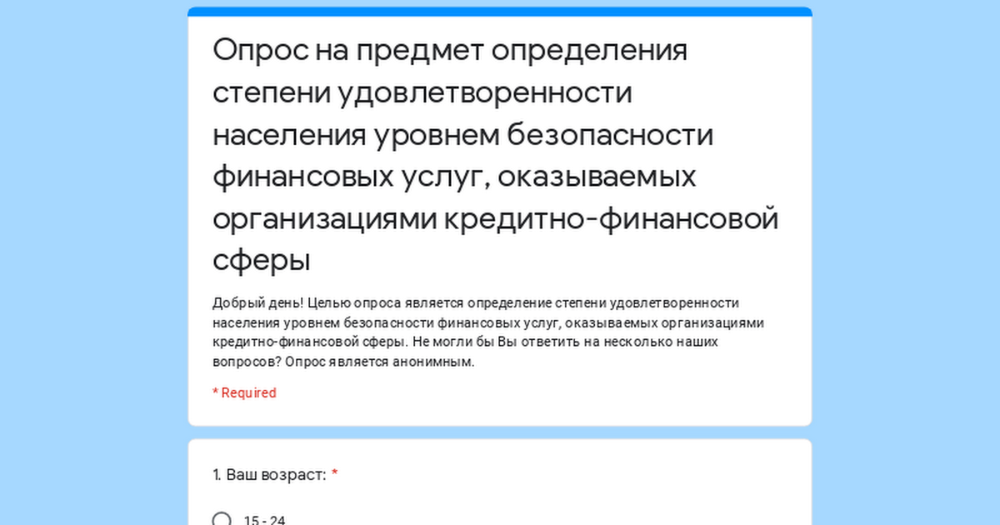 Опрос на предмет определения
степени удовлетворенности
населения уровнем безопасности
финансовых услуг, оказываемых
организациями кредитно-финансовой
сферы
Добрый день! Целью опроса является определение степени удовлетворенности
населения уровнем безопасности финансовых услуг, оказываемых организациями
кредитно-финансовой сферы. Не могли бы Вы ответить на несколько наших
вопросов? Опрос является анонимным.
* Required
1. Ваш возраст: *
15 - 24